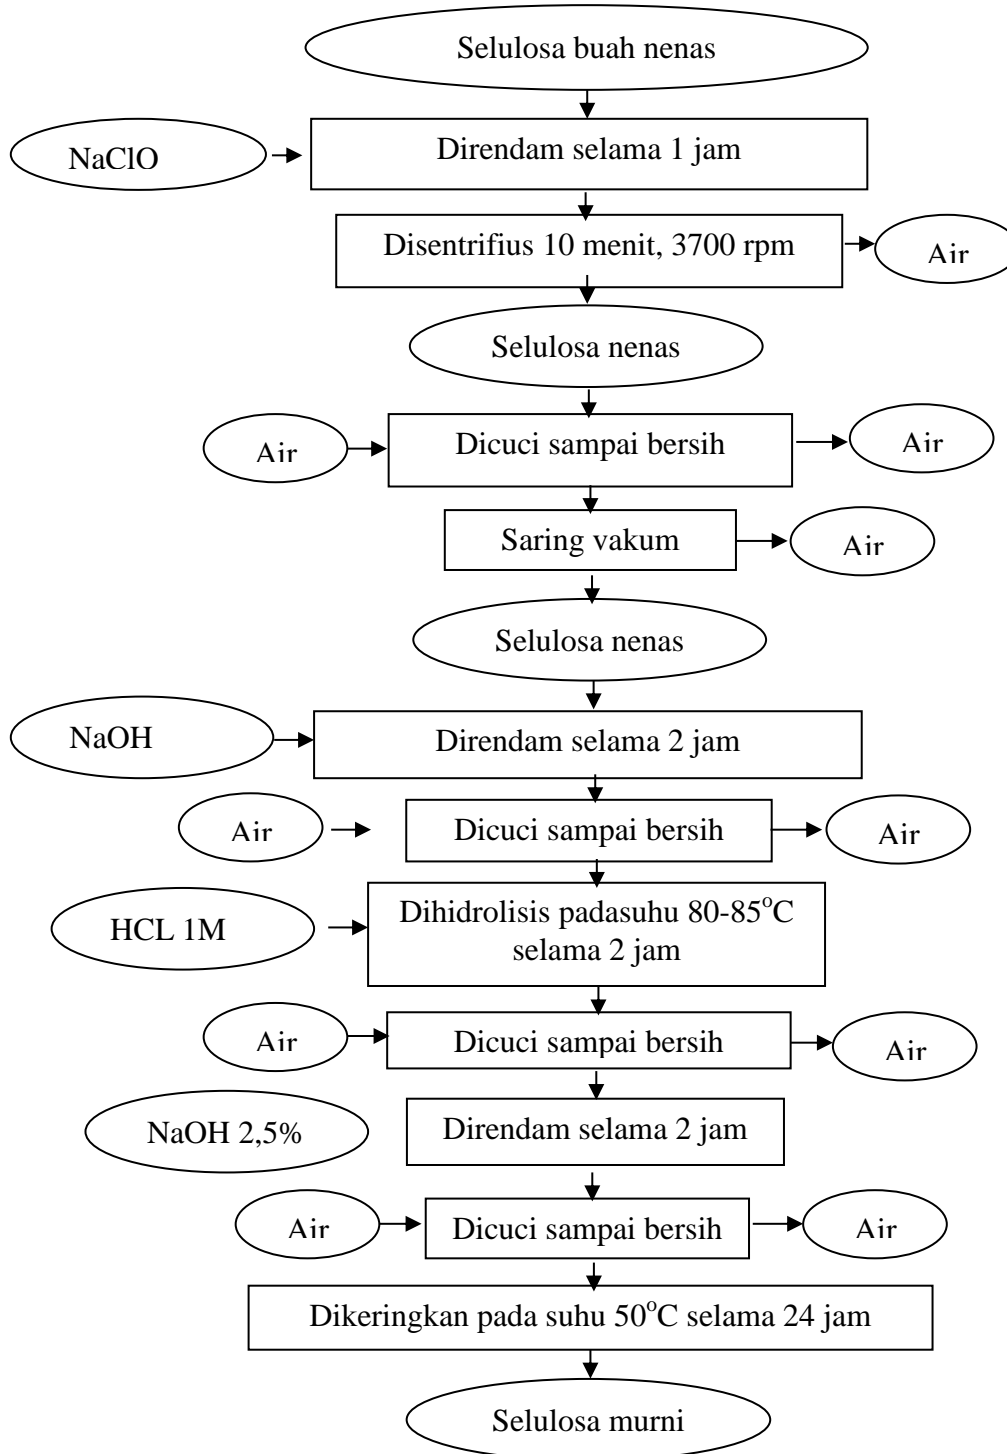 Selulosa buah nenas
NaClO
Direndam selama 1 jam
Disentrifius 10 menit, 3700 rpm
Air
Selulosa nenas
Air
Dicuci sampai bersih
Air
Saring vakum
Air
Selulosa nenas
NaOH
Direndam selama 2 jam
Air
Dicuci sampai bersih
Air
HCL 1M
Dihidrolisis padasuhu 80-85°C
selama 2 jam
Air
Dicuci sampai bersih
Air
NaOH 2,5%
Direndam selama 2 jam
Air
Dicuci sampai bersih
Air
Dikeringkan pada suhu 50°C selama 24 jam
Selulosa murni